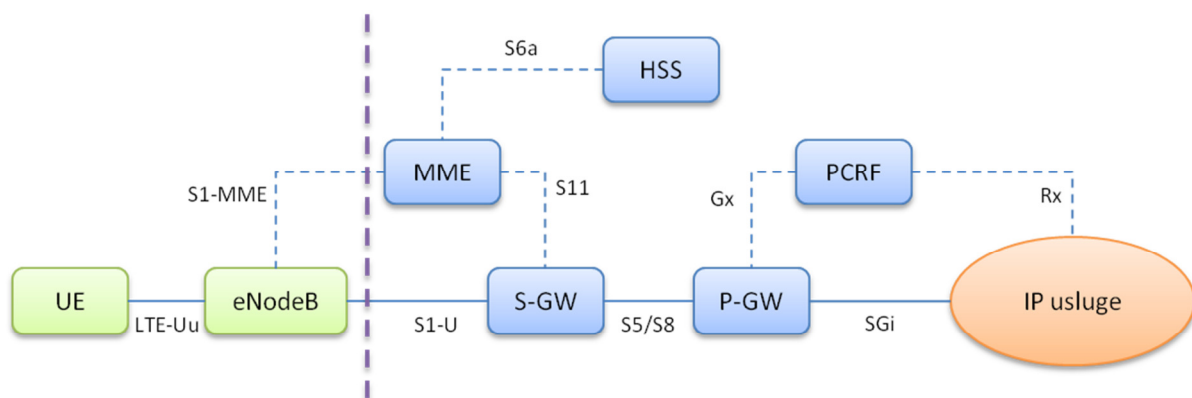 S6a
HSS
MME
PCRF
S1-MME
S11
Gx
Rx
UE
eNodeB
S-GW
P-GW
IP usluge
LTE-Uu
S1-U
S5/S8
SGi